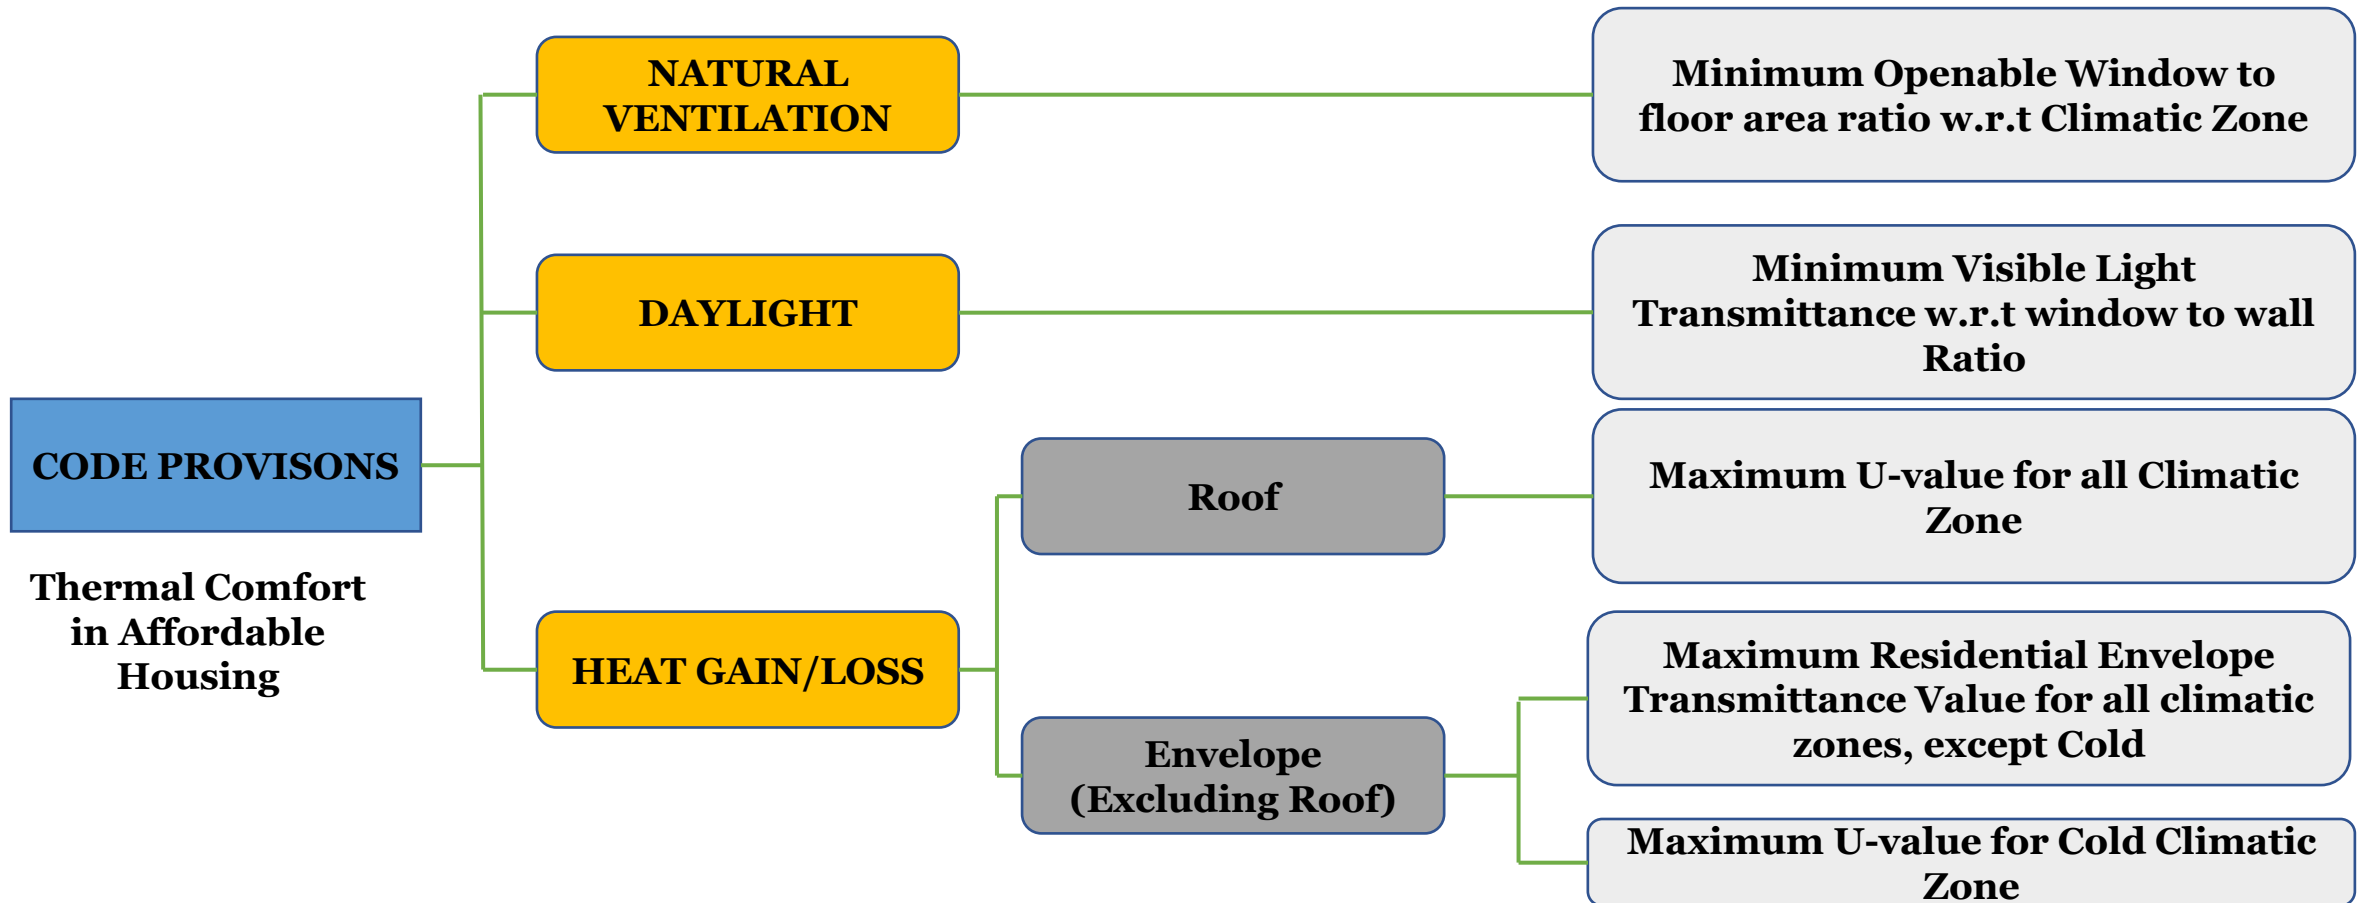 NATURAL
VENTILATION
Minimum Openable Window to
floor area ratio w.r.t Climatic Zone
DAYLIGHT
Minimum Visible Light
Transmittance w.r.t window to wall
Ratio
CODE PROVISONS
Thermal Comfort
in Affordable
Housing
HEAT GAIN/LOSS
Roof
Maximum U-value for all Climatic
Zone
Envelope
(Excluding Roof)
Maximum Residential Envelope
Transmittance Value for all climatic
zones, except Cold
Maximum U-value for Cold Climatic
Zone